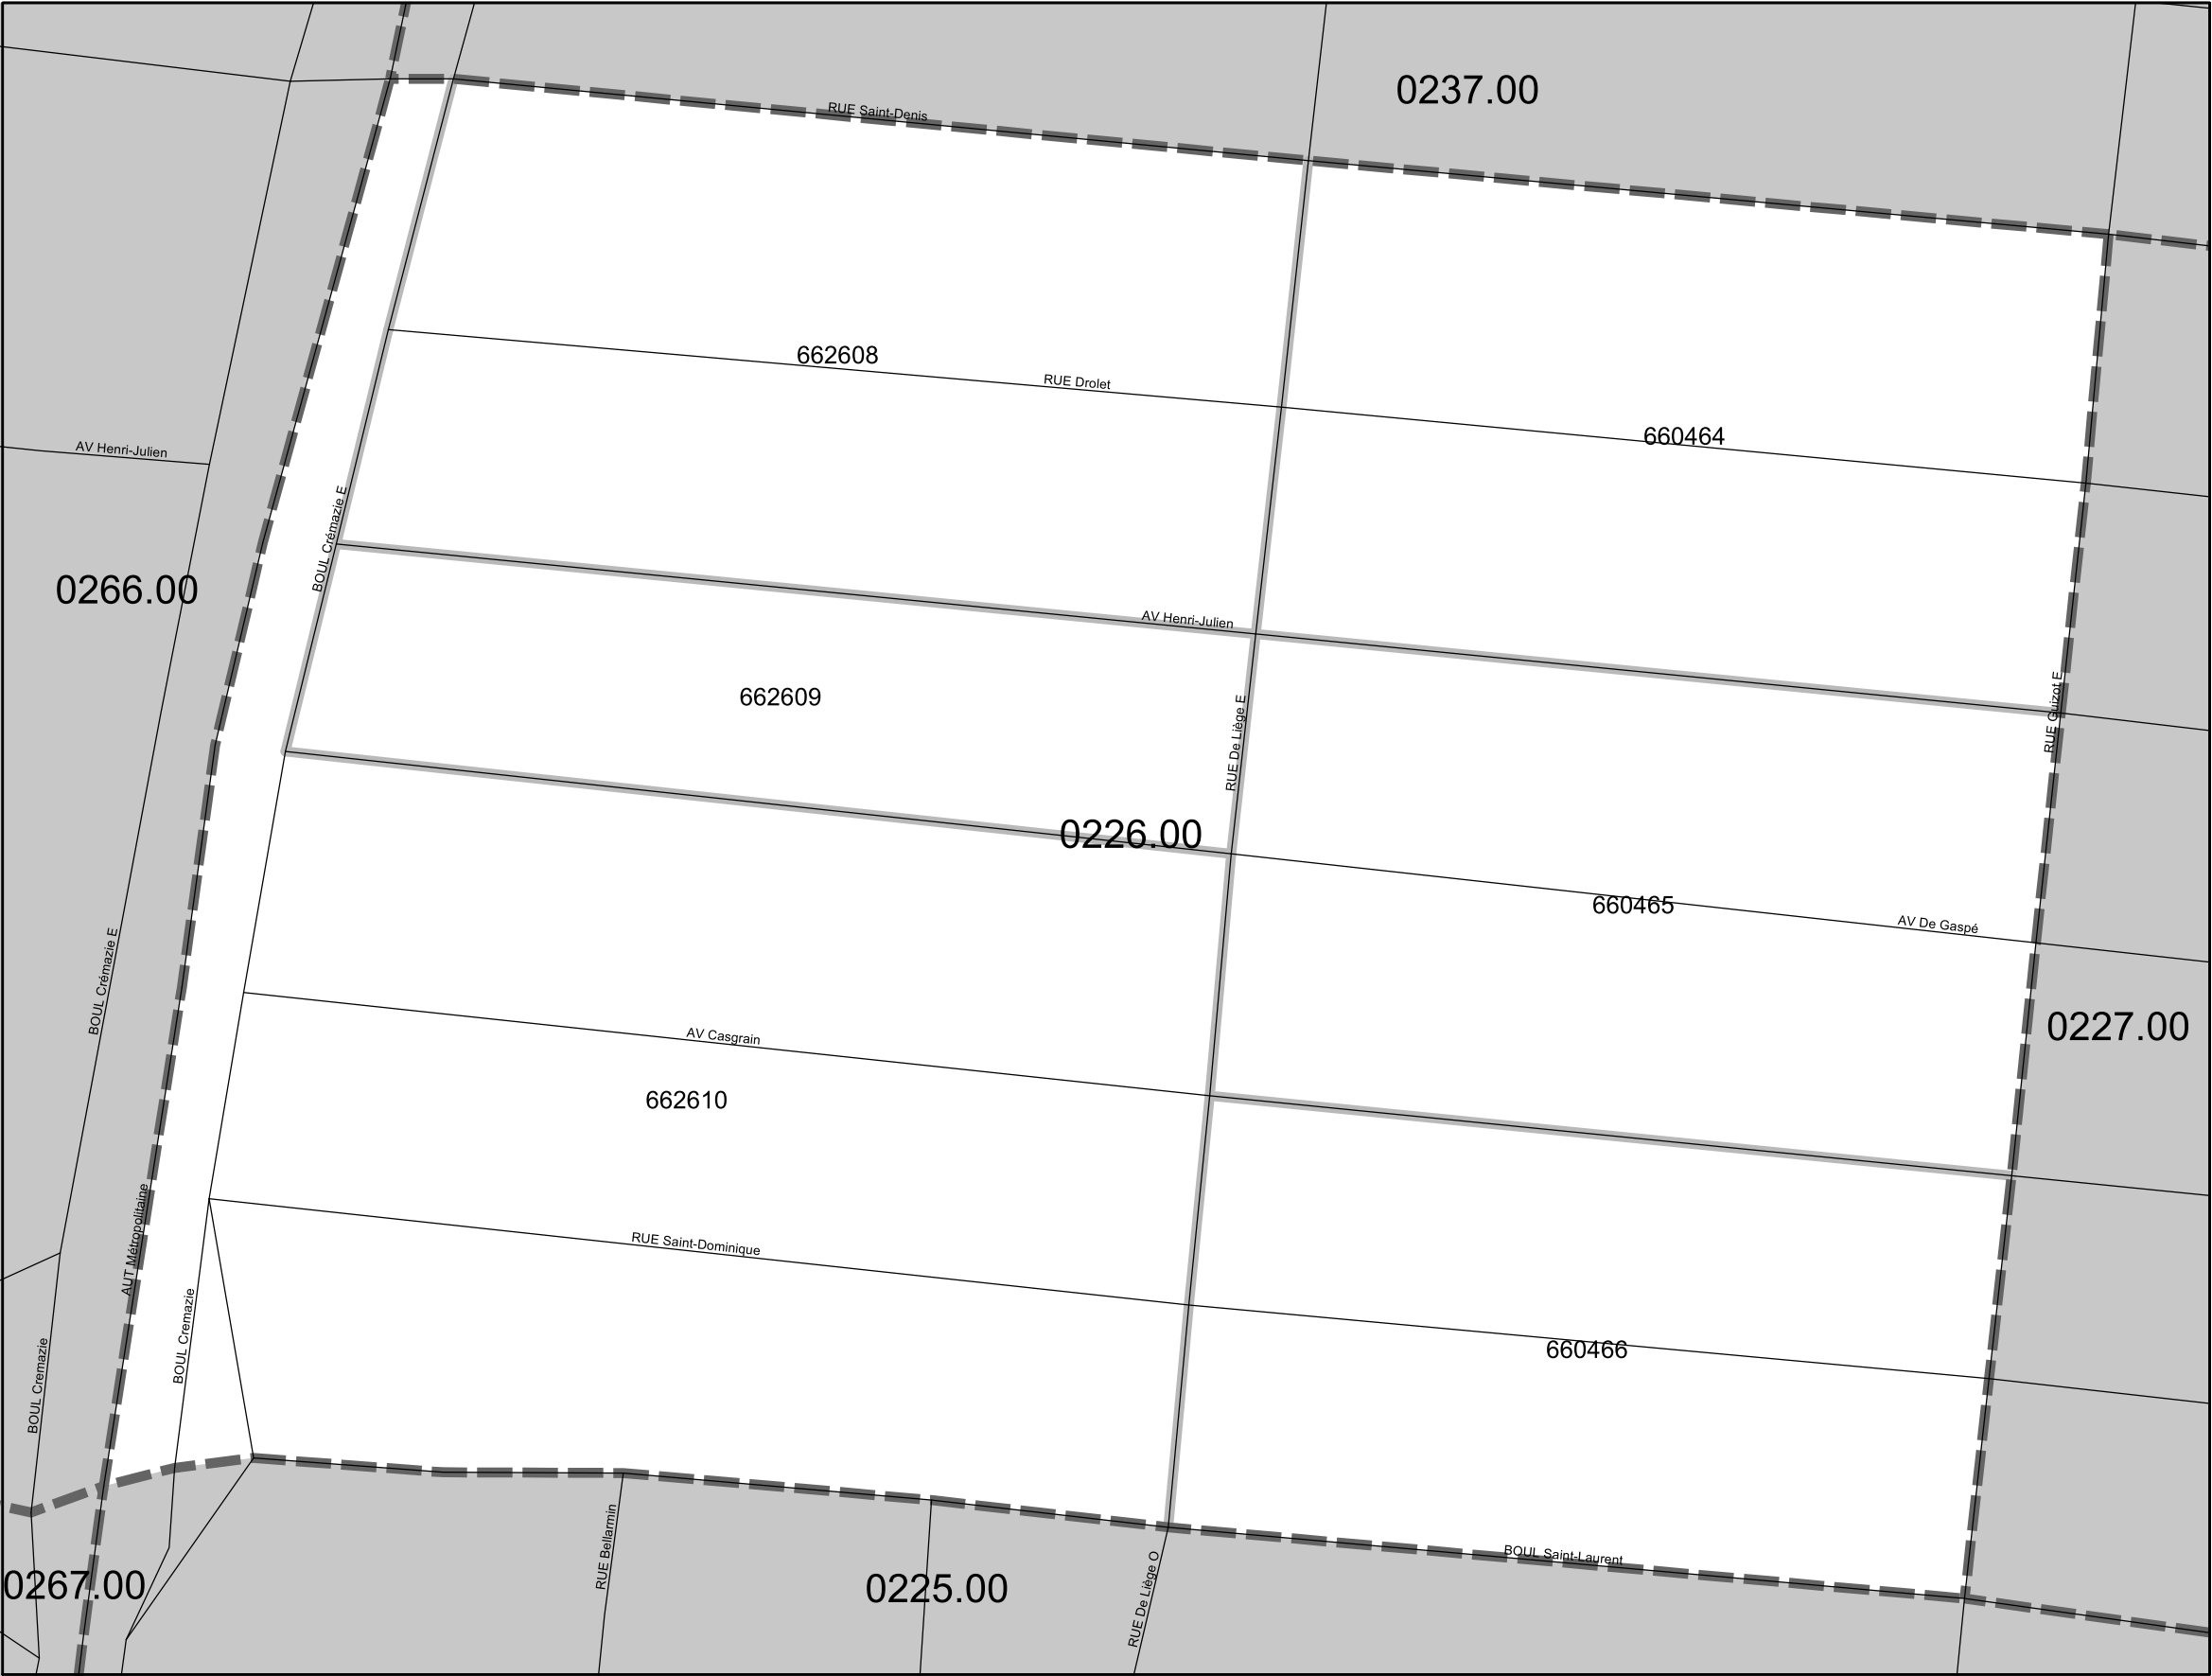 0237.00
RUE Saint-Denis
662608
RUE Drolet
660464
AV Henri-Julien
BOUL Crémazie E
0266.00
AV Henri-Julien
662609
RUE De Liège E
RUE Guizot E
0226.00
660465
AV De Gaspé
BOUL Crémazie E
0227.00
AV Casgrain
662610
AUT Métropolitaine
RUE Saint-Dominique
BOUL Cremazie
BOUL Cremazie
660466
RUE Bellarmin
BOUL Saint-Laurent
0267.00
0225.00
RUE De Liège O